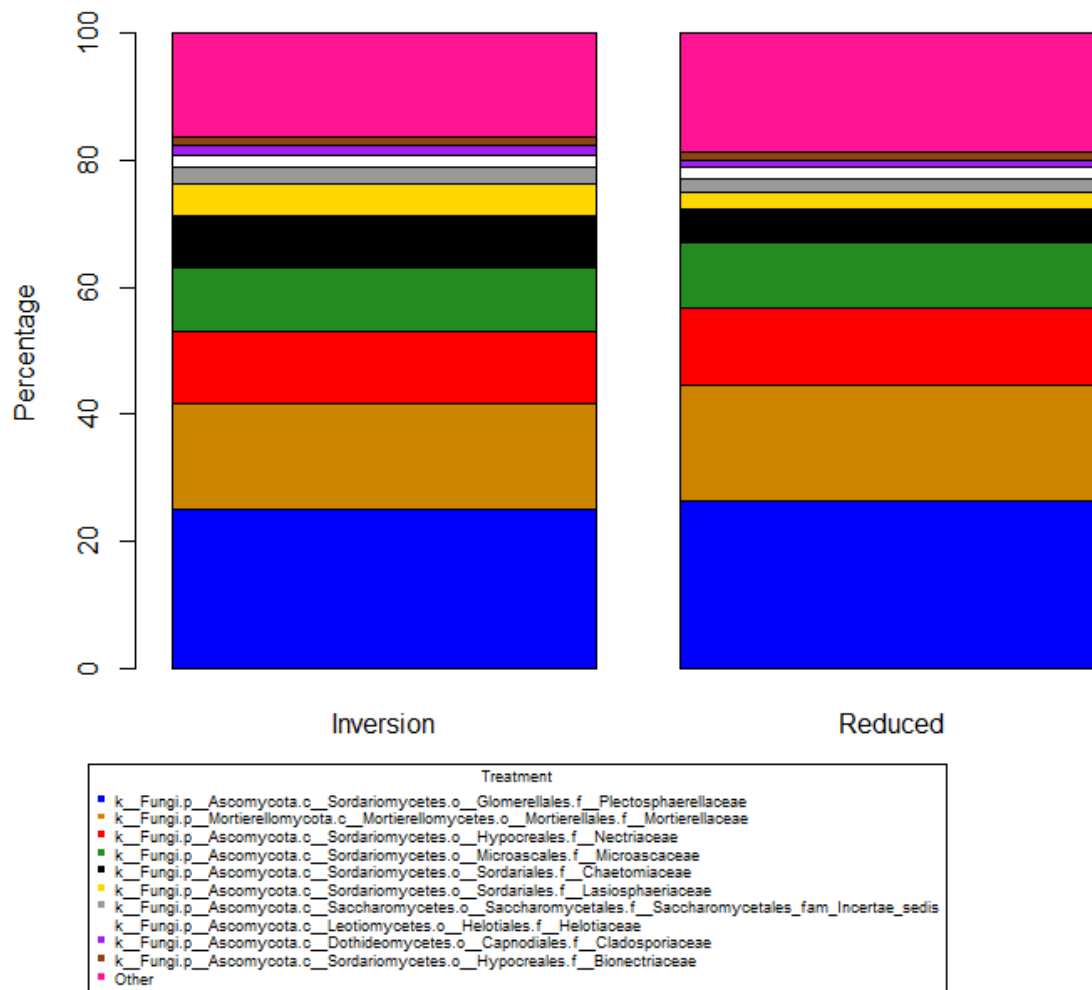 100
80
60
40
20
0
Percentage
Inversion
Reduced
Treatment
k__Fungi.p__Ascomycota.c__Sordariomycetes.o__Glomerellales.f__Plectosphaerellaceae
k__Fungi.p__Mortierellomycota.c__Mortierellomycetes.o__Mortierellales.f__Mortierellaceae
k__Fungi.p__Ascomycota.c__Sordariomycetes.o__Hypocreales.f__Nectriaceae
k__Fungi.p__Ascomycota.c__Sordariomycetes.o__Microascales.f__Microascaceae
k__Fungi.p__Ascomycota.c__Sordariomycetes.o__Sordariales.f__Chaetomiaceae
k__Fungi.p__Ascomycota.c__Sordariomycetes.o__Sordariales.f__Lasiosphaeriaceae
k__Fungi.p__Ascomycota.c__Saccharomycetes.o__Saccharomycetales.f__Saccharomycetales_fam_Incertae_sedis
k__Fungi.p__Ascomycota.c__Leotiomycetes.o__Helotiales.f__Helotiaceae
k__Fungi.p__Ascomycota.c__Dothideomycetes.o__Capnodiales.f__Cladosporiaceae
k__Fungi.p__Ascomycota.c__Sordariomycetes.o__Hypocreales.f__Bionectriaceae
Other